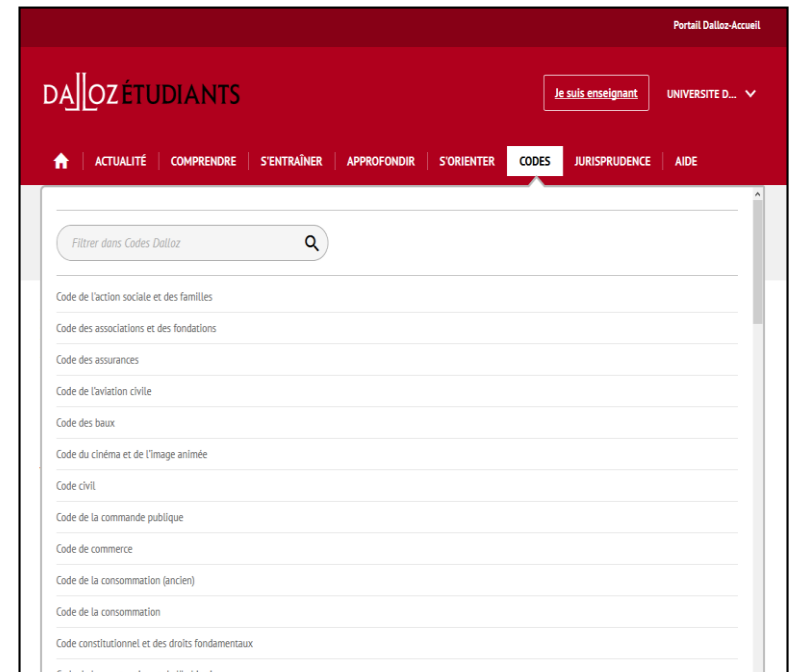 Portail Dalloz-Accueil
DALLOZ ÉTUDIANTS
Je suis enseignant
UNIVERSITE D...
ACTUALITÉ COMPRENDRE S'ENTRAÎNER APPROFONDIR S'ORIENTER CODES JURISPRUDENCE AIDE
Filtrer dans Codes Dalloz
Code de l'action sociale et des familles
Code des associations et des fondations
Code des assurances
Code de l'aviation civile
Code des baux
Code du cinéma et de l'image animée
Code civil
Code de la commande publique
Code de commerce
Code de la consommation (ancien)
Code de la consommation
Code constitutionnel et des droits fondamentaux